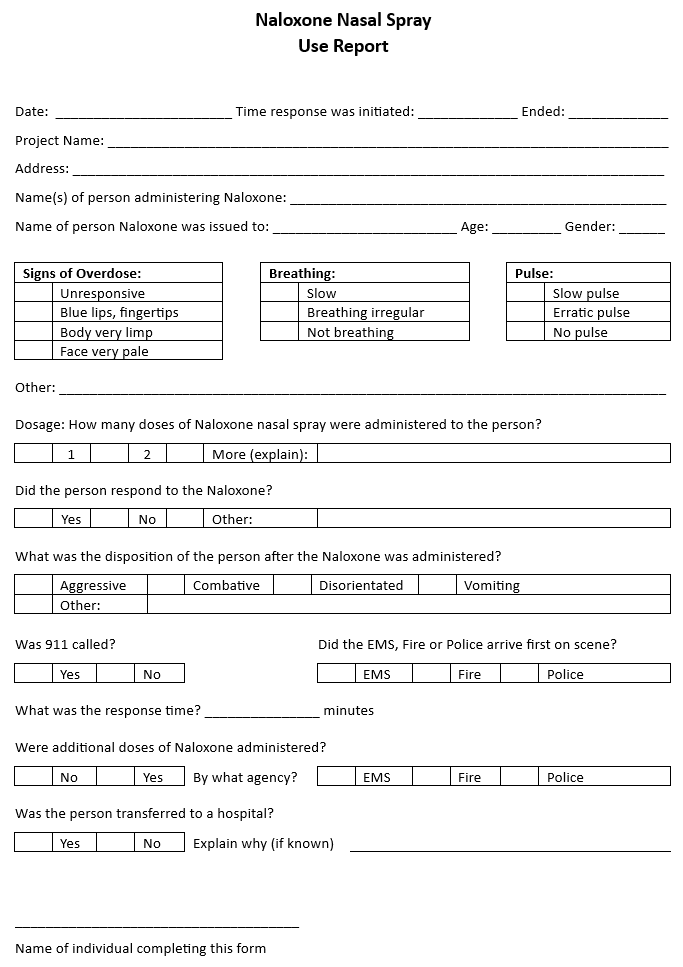 Naloxone Nasal Spray
Use Report
Date: _______________________ Time response was initiated: _____________ Ended: _____________
Project Name: _________________________________________________________________________
Address: _____________________________________________________________________________
Name(s) of person administering Naloxone: _________________________________________________
Name of person Naloxone was issued to: ________________________ Age: _________ Gender: ______
Signs of Overdose: Breathing: Pulse:
Unresponsive Slow Slow pulse
Blue lips, fingertips Breathing irregular Erratic pulse
Body very limp Not breathing No pulse
Face very pale
Other: _______________________________________________________________________________
Dosage: How many doses of Naloxone nasal spray were administered to the person?
1 2 More (explain):
Did the person respond to the Naloxone?
Yes No Other:
What was the disposition of the person after the Naloxone was administered?
Aggressive Combative Disorientated Vomiting
Other:
Was 911 called? Did the EMS, Fire or Police arrive first on scene?
Yes No EMS Fire Police
What was the response time? _______________ minutes
Were additional doses of Naloxone administered?
No Yes By what agency? EMS Fire Police
Was the person transferred to a hospital?
Yes No Explain why (if known)
_____________________________________
Name of individual completing this form